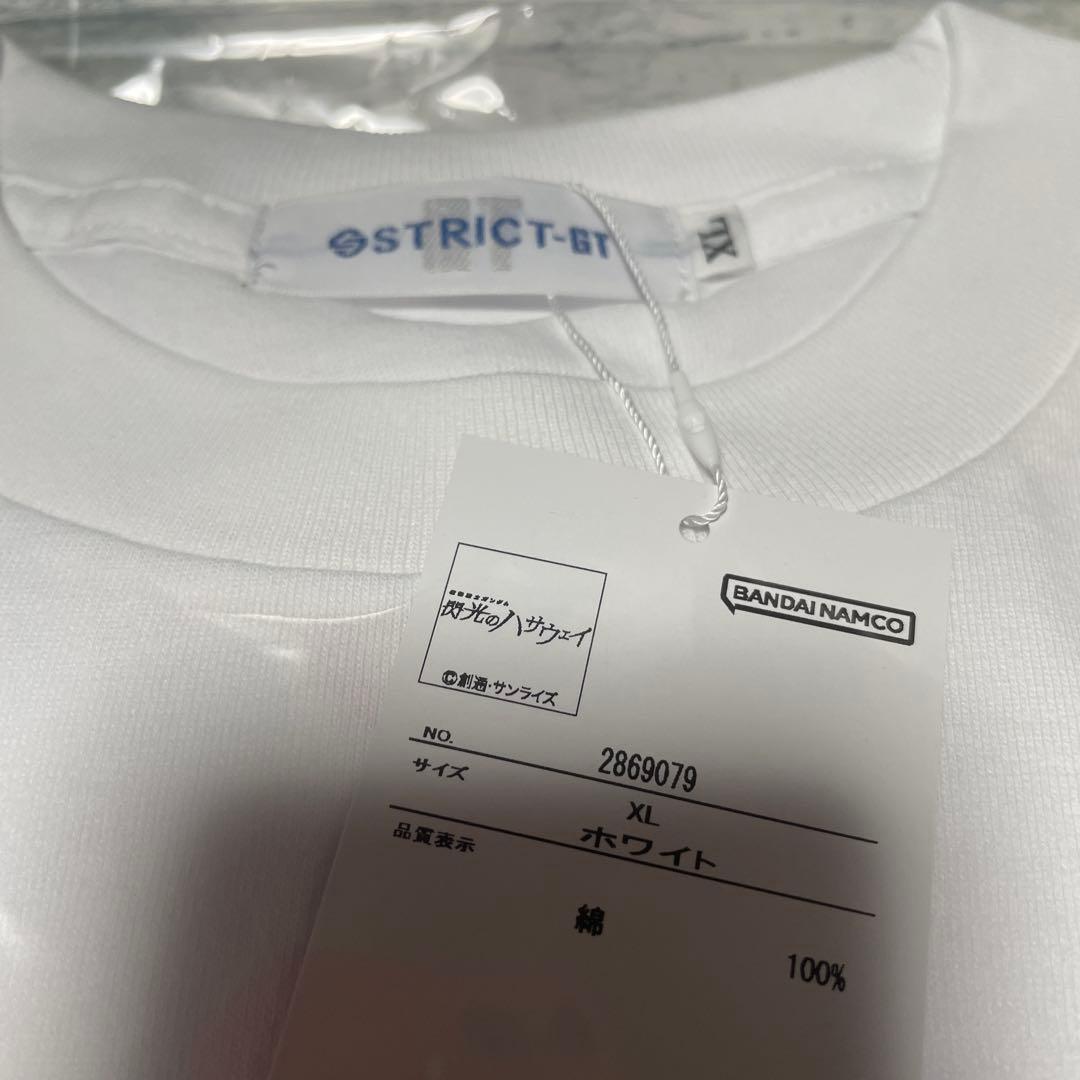 STRICT-GT
XL
機動戦士ガンダム
閃光のハサウェイ
©創通・サンライズ
BANDAI NAMCO
NO. 2869079
サイズ XL
ホワイト
品質表示
綿 100%